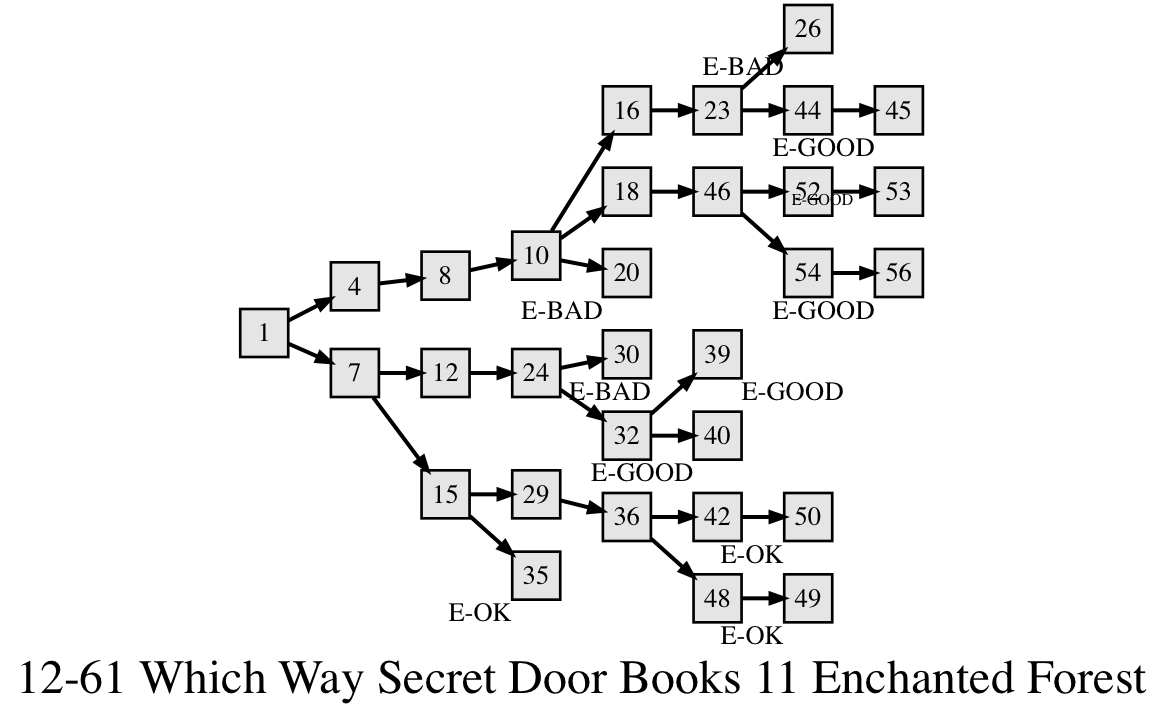 26
E-BAD
16 23 44 45
E-GOOD
18 46 52 53
E-GOOD
10
8
4
20
54 56
E-BAD
E-GOOD
1
30 39
7 12 24
E-BAD
E-GOOD
32 40
E-GOOD
15 29
36 42 50
E-OK
35
E-OK
48 49
E-OK
12-61 Which Way Secret Door Books 11 Enchanted Forest